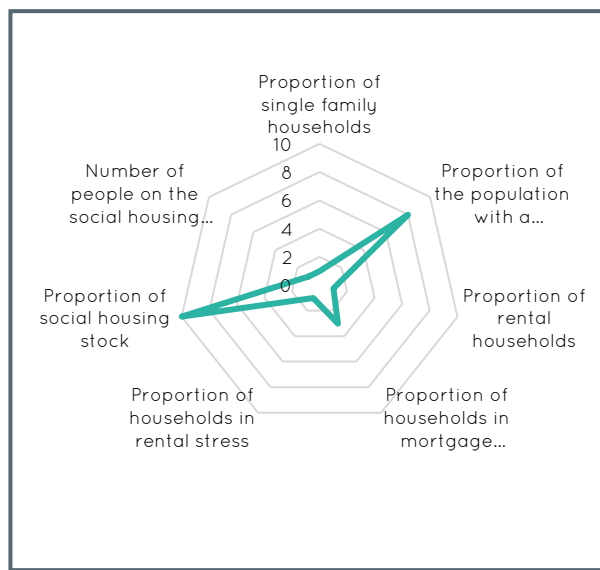 Proportion of
single family
households
10
8
6
4
2
0
Proportion of
the population
with a...
Proportion of
rental
households
Proportion of
households in
mortgage...
Proportion of
households in
rental stress
Proportion of
social housing
stock
Number of
people on the
social housing...